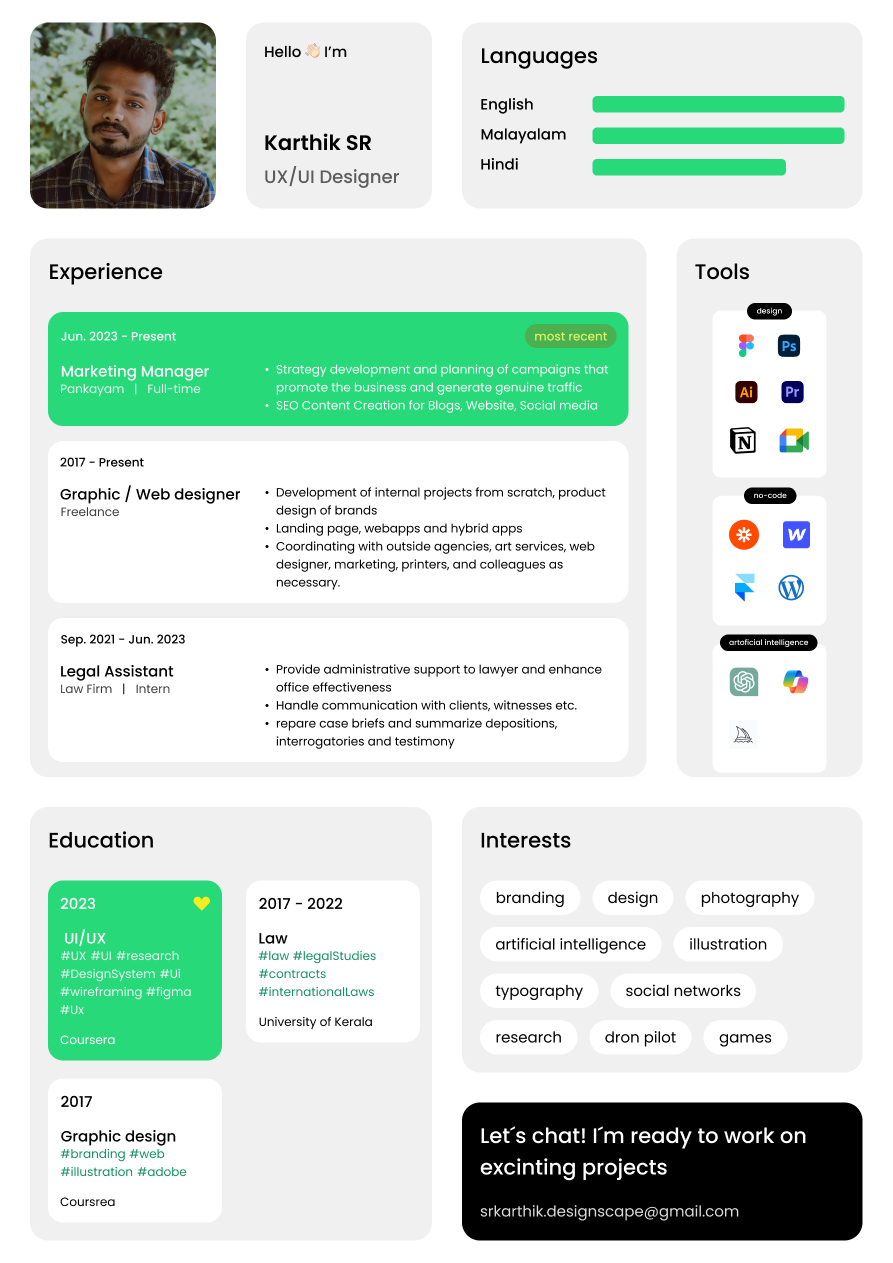 Hello 👋🏻 I’m
Karthik SR
UX/UI Designer
Languages
English
Malayalam
Hindi
Experience
Jun. 2023 - Present
most recent
Marketing Manager
Pankayam | Full-time
• Strategy development and planning of campaigns that
promote the business and generate genuine traffic
• SEO Content Creation for Blogs, Website, Social media
2017 - Present
Graphic / Web designer
Freelance
• Development of internal projects from scratch, product
design of brands
• Landing page, webapps and hybrid apps
• Coordinating with outside agencies, art services, web
designer, marketing, printers, and colleagues as
necessary.
Sep. 2021 - Jun. 2023
Legal Assistant
Law Firm | Intern
• Provide administrative support to lawyer and enhance
office effectiveness
• Handle communication with clients, witnesses etc.
• repare case briefs and summarize depositions,
interrogatories and testimony
Tools
design
Ps
Ai
Pr
N
no-code
W
W
artoficial intelligence
Education
2023
UI/UX
#UX #UI #research
#DesignSystem #Ui
#wireframing #figma
#Ux
Coursera
2017 - 2022
Law
#law #legalStudies
#contracts
#internationalLaws
University of Kerala
2017
Graphic design
#branding #web
#illustration #adobe
Coursrea
Interests
branding
design
photography
artificial intelligence
illustration
typography
social networks
research
dron pilot
games
Let´s chat! I´m ready to work on
excinting projects
srkarthik.designscape@gmail.com